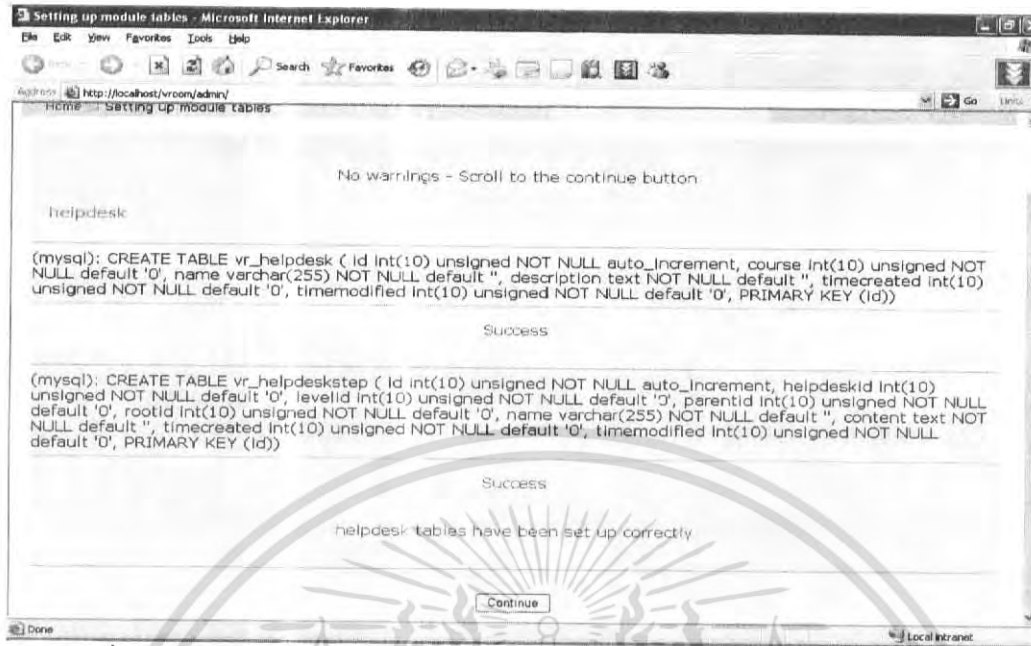 Setting up module tables - Microsoft Internet Explorer
File Edit View Favorites Tools Help
Search Favorites
Address http://localhost/vroom/admin/ Go Links
Home Setting up module tables
No warnings - Scroll to the continue button
helpdesk
(mysql): CREATE TABLE vr_helpdesk ( id int(10) unsigned NOT NULL auto_increment, course int(10) unsigned NOT
NULL default '0', name varchar(255) NOT NULL default '', description text NOT NULL default '', timecreated int(10)
unsigned NOT NULL default '0', timemodified int(10) unsigned NOT NULL default '0', PRIMARY KEY (id))
Success
(mysql): CREATE TABLE vr_helpdeskstep ( id int(10) unsigned NOT NULL auto_increment, helpdeskid int(10)
unsigned NOT NULL default '0', levelid int(10) unsigned NOT NULL default '0', parentid int(10) unsigned NOT NULL
default '0', rootid int(10) unsigned NOT NULL default '0', name varchar(255) NOT NULL default '', content text NOT
NULL default '', timecreated int(10) unsigned NOT NULL default '0', timemodified int(10) unsigned NOT NULL
default '0', PRIMARY KEY (id))
Success
helpdesk tables have been set up correctly
Continue
Done Local intranet